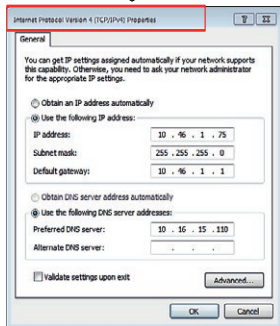 Internet Protocol Version 4 (TCP/IPv4) Properties
General
You can get IP settings assigned automatically if your network supports
this capability. Otherwise, you need to ask your network administrator
for the appropriate IP settings.
Obtain an IP address automatically
Use the following IP address:
IP address: 10 . 46 . 1 . 75
Subnet mask: 255 . 255 . 255 . 0
Default gateway: 10 . 46 . 1 . 1
Obtain DNS server address automatically
Use the following DNS server addresses:
Preferred DNS server: 10 . 16 . 15 . 110
Alternate DNS server: . . .
Validate settings upon exit
Advanced...
OK Cancel